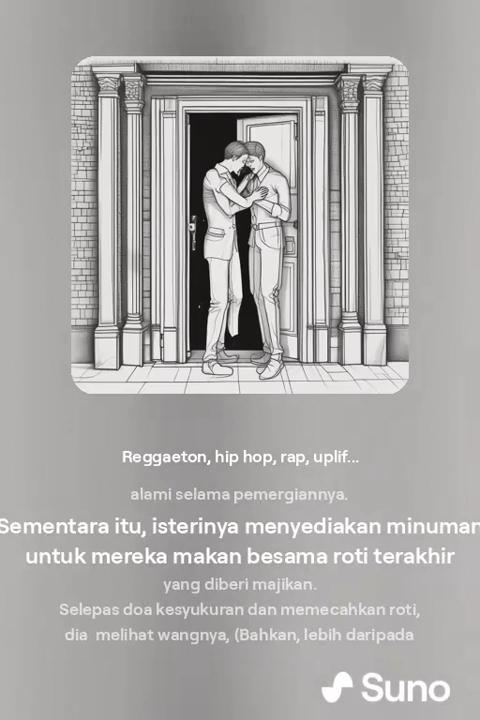 Reggaeton, hip hop, rap, uplif...
alami selama pemergiannya.
Sementara itu, isterinya menyediakan minuman
untuk mereka makan besama roti terakhir
yang diberi majikan.
Selepas doa kesyukuran dan memecahkan roti,
dia melihat wangnya, (Bahkan, lebih daripada
Suno